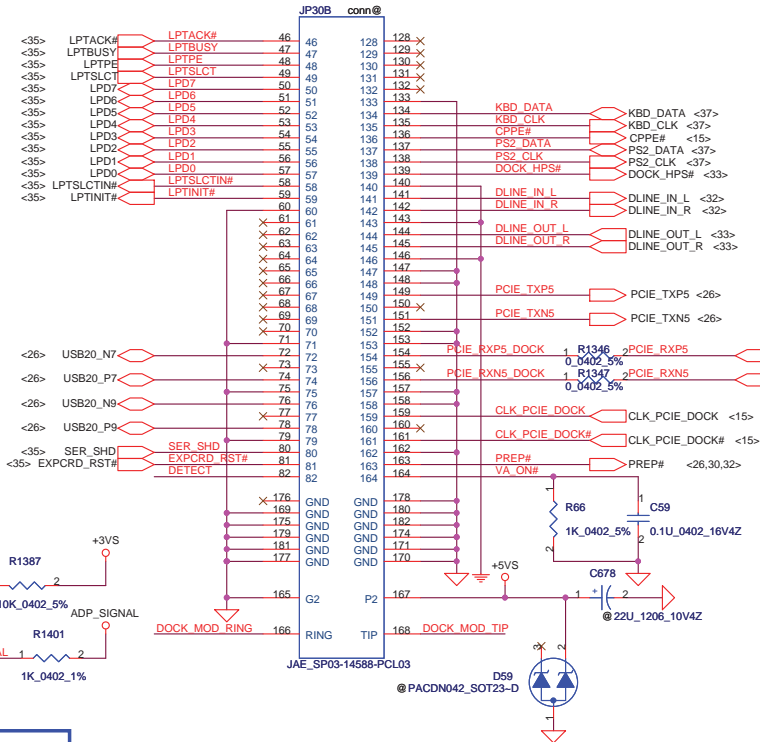 JP30B conn@
<35> LPTACK# LPTACK# 46 46 128 128
<35> LPTBUSY LPTBUSY 47 47 129 129
<35> LPTPE LPTPE 48 48 130 130
<35> LPTSLCT LPTSLCT 49 49 131 131
<35> LPD7 LPD7 50 50 132 132
<35> LPD6 LPD6 51 51 133 133
<35> LPD5 LPD5 52 52 134 134 KBD_DATA KBD_DATA <37>
<35> LPD4 LPD4 53 53 135 135 KBD_CLK KBD_CLK <37>
<35> LPD3 LPD3 54 54 136 136 CPPE# CPPE# <15>
<35> LPD2 LPD2 55 55 137 137 PS2_DATA PS2_DATA <37>
<35> LPD1 LPD1 56 56 138 138 PS2_CLK PS2_CLK <37>
<35> LPD0 LPD0 57 57 139 139 DOCK_HPS# DOCK_HPS# <33>
<35> LPTSLCTIN# LPTSLCTIN# 58 58 140 140
<35> LPTINIT# LPTINIT# 59 59 141 141 DLINE_IN_L DLINE_IN_L <32>
60 60 142 142 DLINE_IN_R DLINE_IN_R <32>
61 61 143 143
62 62 144 144 DLINE_OUT_L DLINE_OUT_L <33>
63 63 145 145 DLINE_OUT_R DLINE_OUT_R <33>
64 64 146 146
65 65 147 147
66 66 148 148
67 67 149 149 PCIE_TXP5 PCIE_TXP5 <26>
68 68 150 150
69 69 151 151 PCIE_TXN5 PCIE_TXN5 <26>
70 70 152 152
71 71 153 153
<26> USB20_N7 72 72 154 154 PCIE_RXP5_DOCK 1 R1346 2 PCIE_RXP5
0_0402_5%
73 73 155 155
<26> USB20_P7 74 74 156 156 PCIE_RXN5_DOCK 1 R1347 2 PCIE_RXN5
0_0402_5%
75 75 157 157
<26> USB20_N9 76 76 158 158
77 77 159 159 CLK_PCIE_DOCK CLK_PCIE_DOCK <15>
<26> USB20_P9 78 78 160 160
79 79 161 161 CLK_PCIE_DOCK# CLK_PCIE_DOCK# <15>
<35> SER_SHD SER_SHD 80 80 162 162
<35> EXPCRD_RST# EXPCRD_RST# 81 81 163 163 PREP# PREP# <26,30,32>
DETECT 82 82 164 164 VA_ON#
176 GND GND 178
169 GND GND 180
175 GND GND 182
179 GND GND 174
181 GND GND 171
177 GND GND 170
1 R66 2
1K_0402_5%
1 C59 2
0.1U_0402_16V4Z
+3VS
R1387
2
10K_0402_5%
+5VS
165 G2 P2 167
C678
1 + 2
@ 22U_1206_10V4Z
ADP_SIGNAL
R1401
AL 1 2
1K_0402_1%
DOCK_MOD_RING 166 RING TIP 168 DOCK_MOD_TIP
JAE_SP03-14588-PCL03
3 2
D59
@ PACDN042_SOT23~D
1